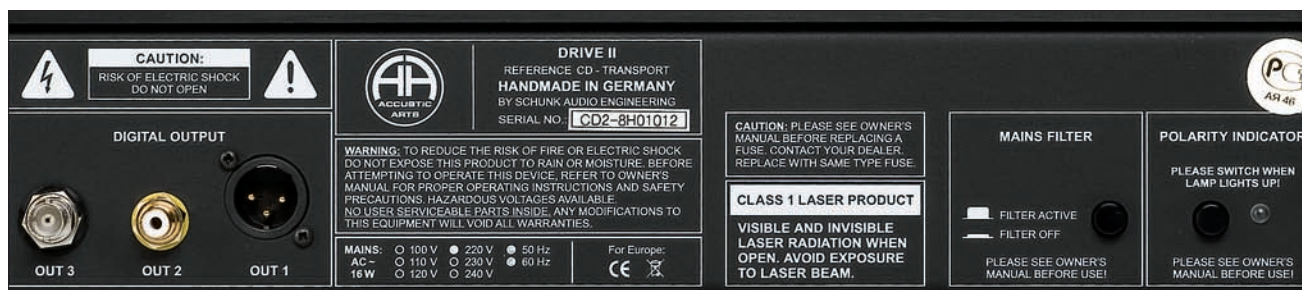 CAUTION:
RISK OF ELECTRIC SHOCK
DO NOT OPEN
DIGITAL OUTPUT
OUT 3
OUT 2
OUT 1
ACCUSTIC
ARTS
DRIVE II
REFERENCE CD - TRANSPORT
HANDMADE IN GERMANY
BY SCHUNK AUDIO ENGINEERING
SERIAL NO.: CD2-8H01012
WARNING: TO REDUCE THE RISK OF FIRE OR ELECTRIC SHOCK
DO NOT EXPOSE THIS PRODUCT TO RAIN OR MOISTURE. BEFORE
ATTEMPTING TO OPERATE THIS DEVICE, REFER TO OWNER'S
MANUAL FOR PROPER OPERATING INSTRUCTIONS AND SAFETY
PRECAUTIONS. HAZARDOUS VOLTAGES AVAILABLE.
NO USER SERVICEABLE PARTS INSIDE. ANY MODIFICATIONS TO
THIS EQUIPMENT WILL VOID ALL WARRANTIES.
MAINS: 100 V 220 V 50 Hz
AC ~ 110 V 230 V 60 Hz
16 W 120 V 240 V
For Europe:
CE
CAUTION: PLEASE SEE OWNER'S
MANUAL BEFORE REPLACING A
FUSE. CONTACT YOUR DEALER.
REPLACE WITH SAME TYPE FUSE.
CLASS 1 LASER PRODUCT
VISIBLE AND INVISIBLE
LASER RADIATION WHEN
OPEN. AVOID EXPOSURE
TO LASER BEAM.
MAINS FILTER
FILTER ACTIVE
FILTER OFF
PLEASE SEE OWNER'S
MANUAL BEFORE USE!
АЯ 46
POLARITY INDICATOR
PLEASE SWITCH WHEN
LAMP LIGHTS UP!
PLEASE SEE OWNER'S
MANUAL BEFORE USE!